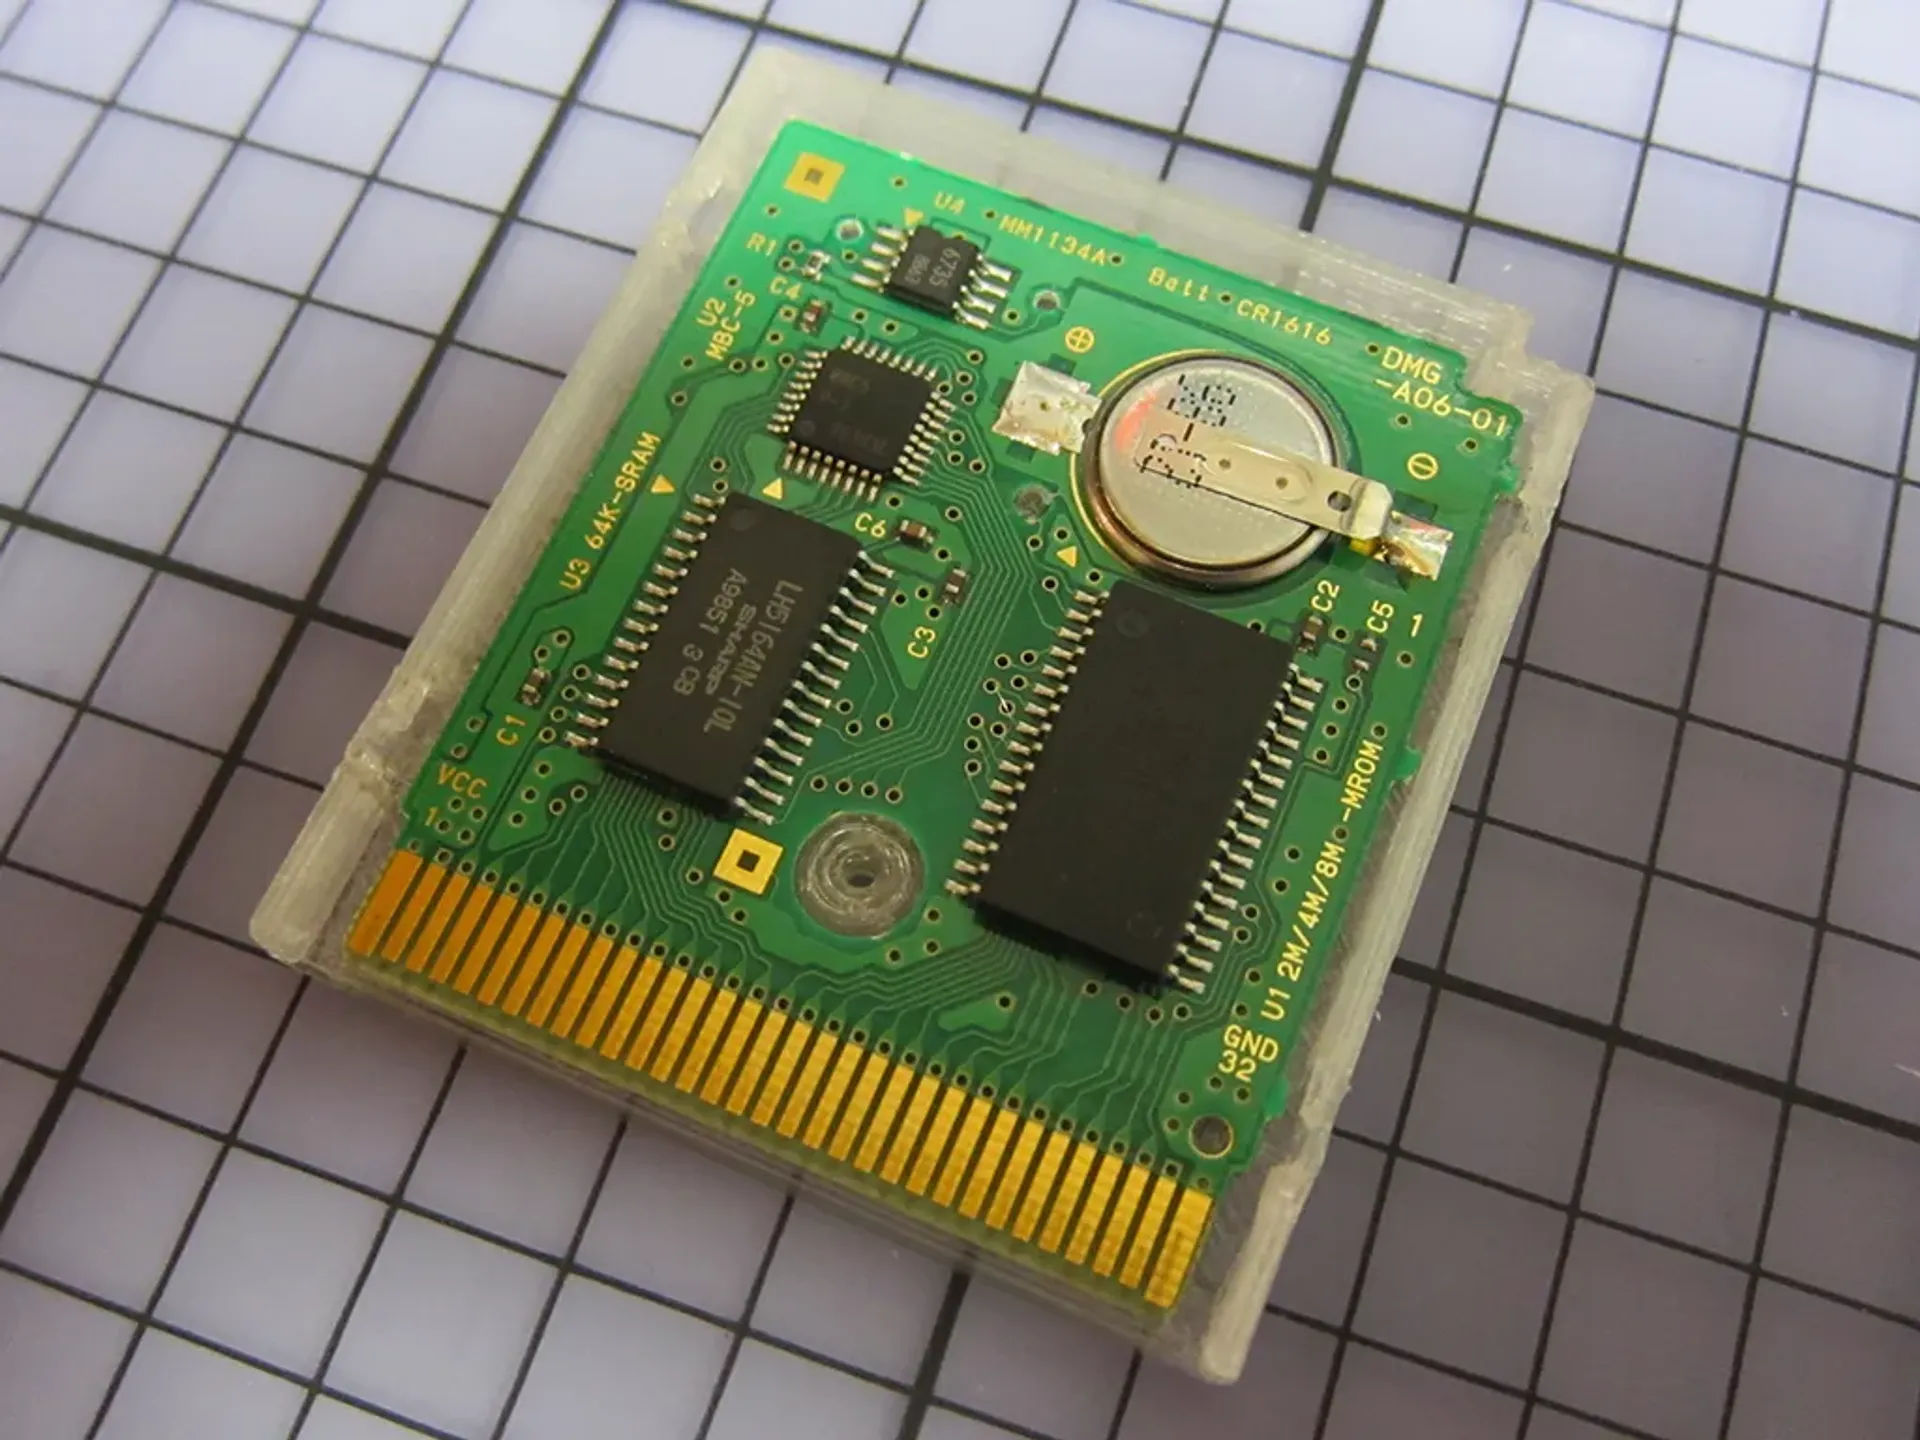 U4
MM1134A
Batt
CR1616
DMG
-A06-01
R1
C4
U2
MBC-5
U3 64K-SRAM
C6
C3
C1
C2
C5
1
LH5164AN-10L
SHARP
A9851 3 CB
VCC
1
U1 2M/4M/8M-MROM
GND
32